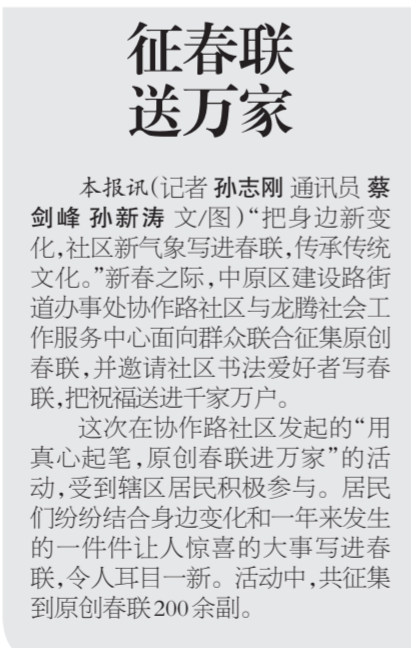 征春联
送万家
本报讯(记者 孙志刚 通讯员 蔡
剑峰 孙新涛 文/图)“把身边新变
化,社区新气象写进春联,传承传统
文化。”新春之际,中原区建设路街
道办事处协作路社区与龙腾社会工
作服务中心面向群众联合征集原创
春联,并邀请社区书法爱好者写春
联,把祝福送进千家万户。
这次在协作路社区发起的“用
真心起笔,原创春联进万家”的活
动,受到辖区居民积极参与。居民
们纷纷结合身边变化和一年来发生
的一件件让人惊喜的大事写进春
联,令人耳目一新。活动中,共征集
到原创春联200余副。